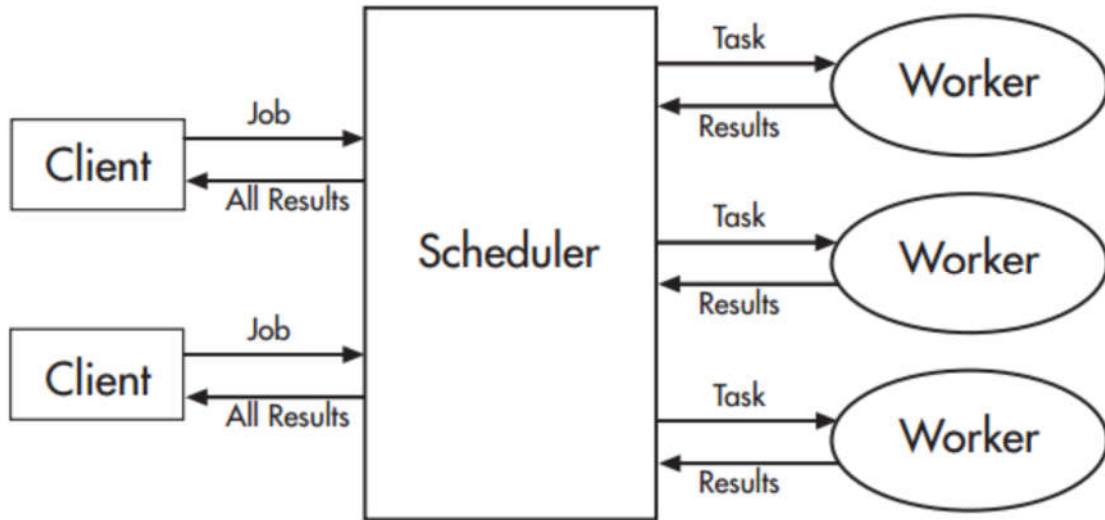 Client
Job
All Results
Client
Job
All Results
Scheduler
Task
Results
Worker
Task
Results
Worker
Task
Results
Worker